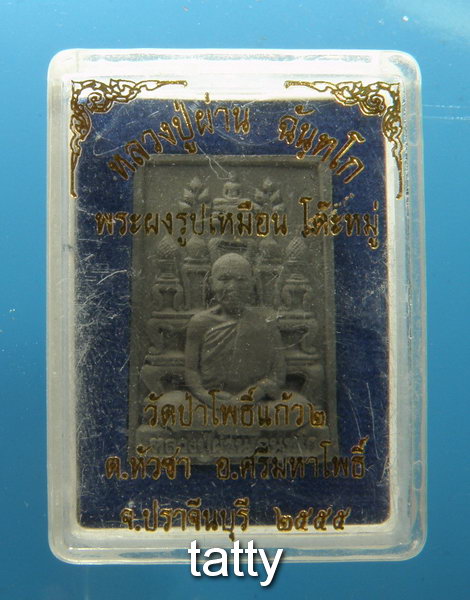 หลวงปู่ผ่าน ฉันฺทโก
พระผงรูปเหมือน โต๊ะหมู่
วัดป่าโพธิ์แก้ว๒
ต.หัวซา อ.ศรีมหาโพธิ์
จ.ปราจีนบุรี ๒๕๕๕
tatty